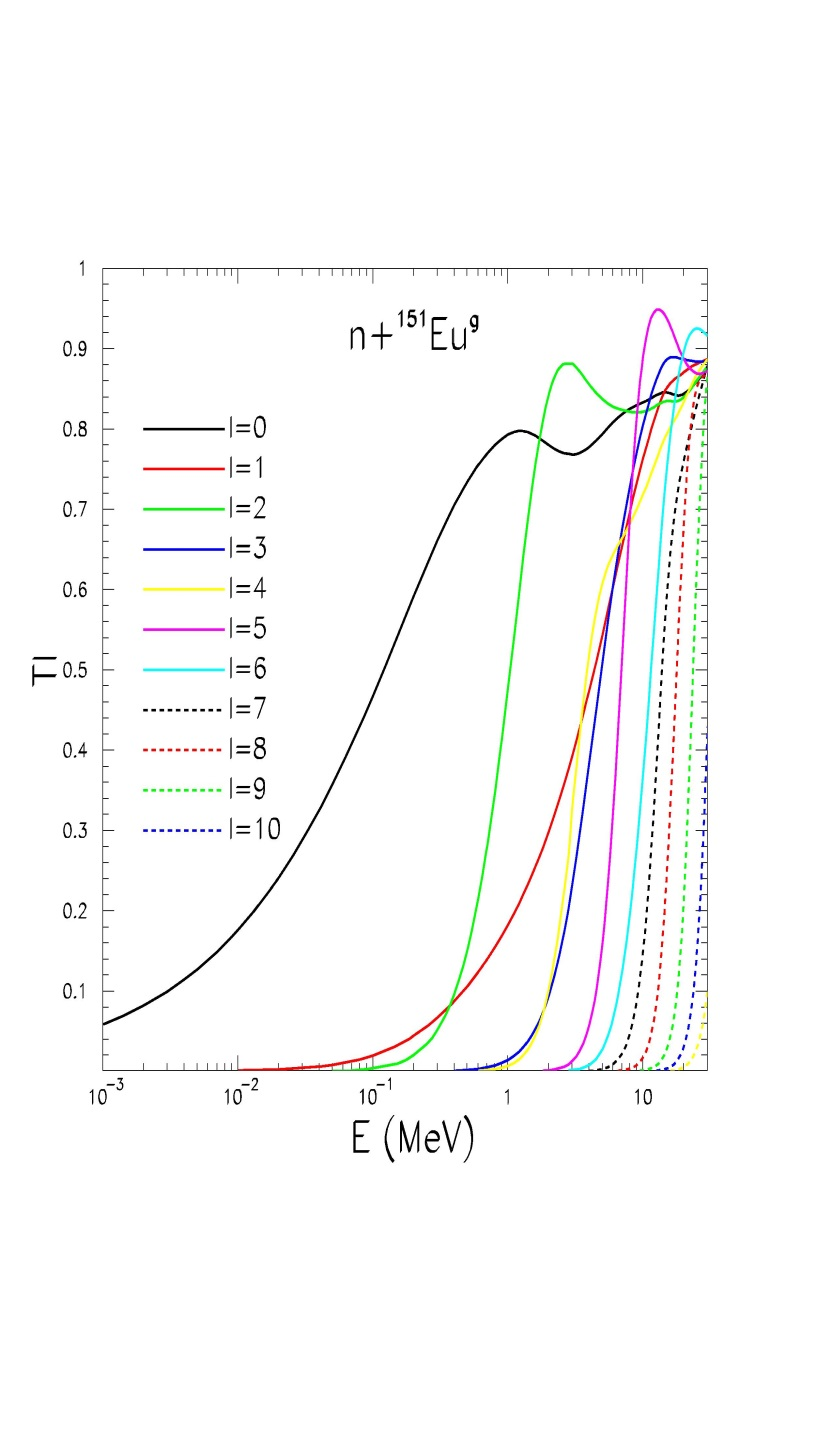 n+¹⁵¹Euᵍ
1
0.9
0.8
0.7
0.6
0.5
0.4
0.3
0.2
0.1
Tl
l=0
l=1
l=2
l=3
l=4
l=5
l=6
l=7
l=8
l=9
l=10
10⁻³ 10⁻² 10⁻¹ 1 10
E (MeV)